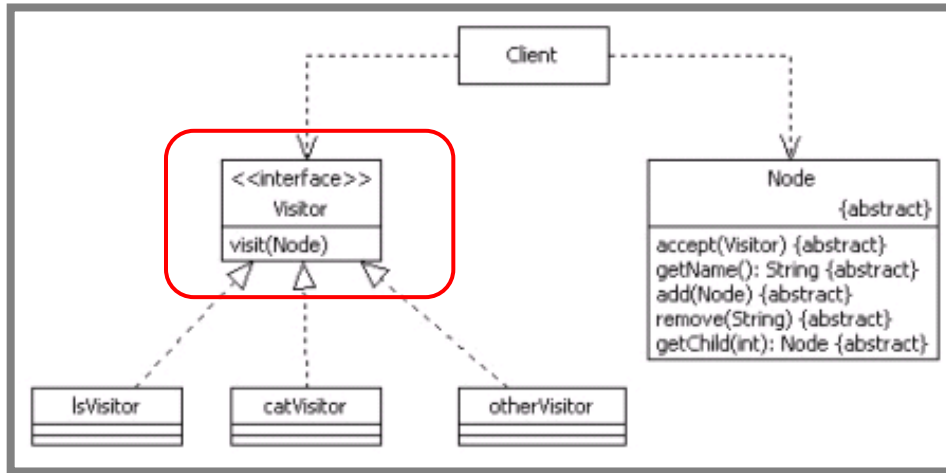 Client
<<interface>>
Visitor
visit(Node)
Node
{abstract}
accept(Visitor) {abstract}
getName(): String {abstract}
add(Node) {abstract}
remove(String) {abstract}
getChild(int): Node {abstract}
lsVisitor
catVisitor
otherVisitor